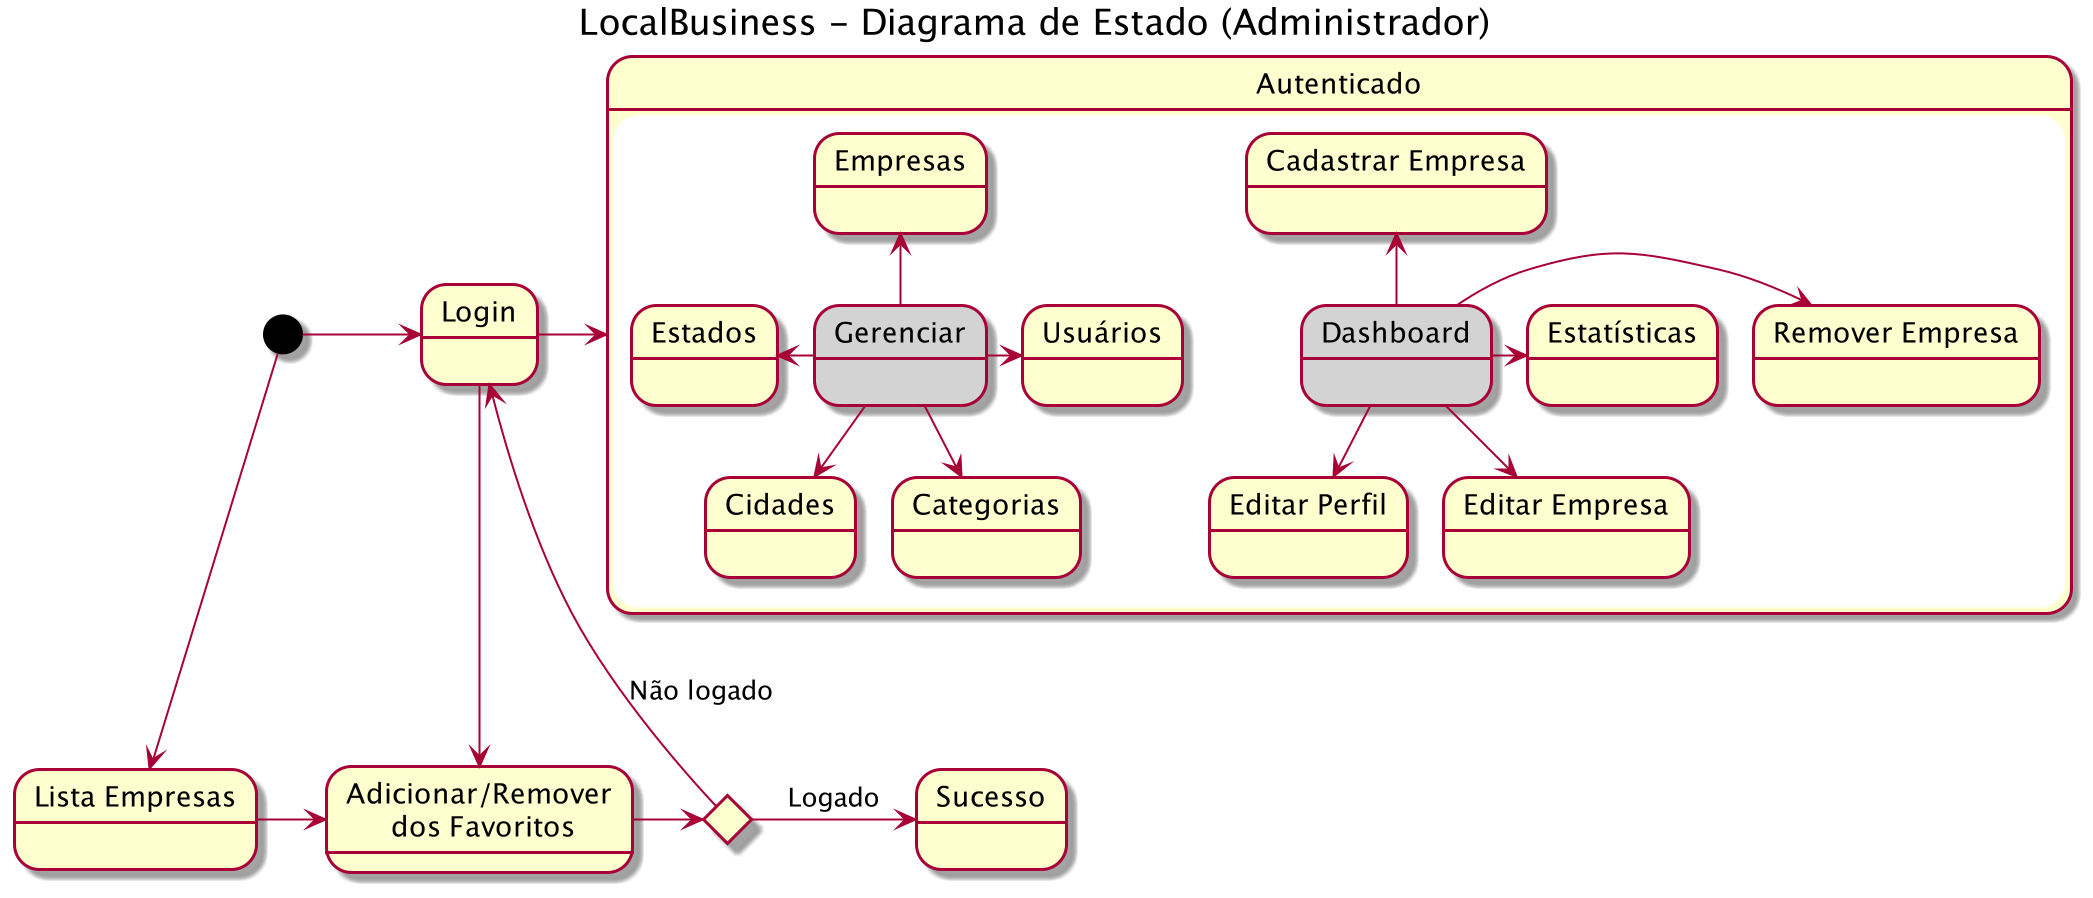 LocalBusiness - Diagrama de Estado (Administrador)
Autenticado
Empresas
Cadastrar Empresa
Login
Estados
Gerenciar
Usuários
Dashboard
Estatísticas
Remover Empresa
Cidades
Categorias
Editar Perfil
Editar Empresa
Não logado
Lista Empresas
Adicionar/Remover
dos Favoritos
Logado
Sucesso